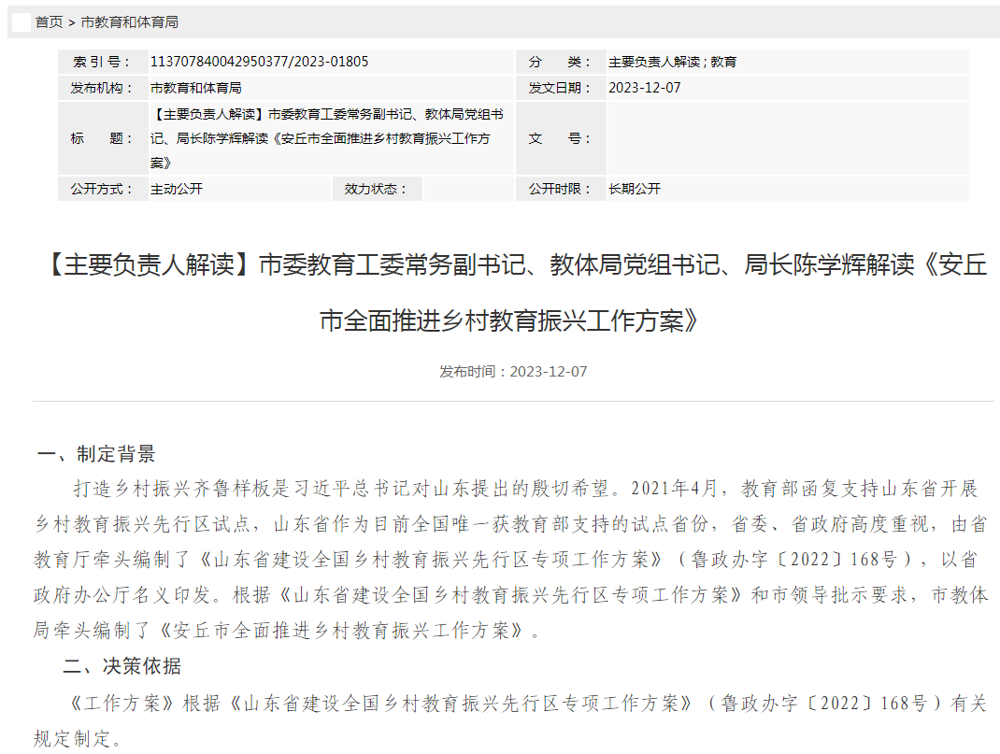 首页 > 市教育和体育局
索 引 号： 113707840042950377/2023-01805 分　　类： 主要负责人解读 ; 教育
发布机构： 市教育和体育局 发文日期： 2023-12-07
标　　题： 【主要负责人解读】市委教育工委常务副书记、教体局党组书
记、局长陈学辉解读《安丘市全面推进乡村教育振兴工作方
案》 文　　号：
公开方式： 主动公开 效力状态： 公开时限： 长期公开
【主要负责人解读】市委教育工委常务副书记、教体局党组书记、局长陈学辉解读《安丘
市全面推进乡村教育振兴工作方案》
发布时间：2023-12-07
一、制定背景
打造乡村振兴齐鲁样板是习近平总书记对山东提出的殷切希望。2021年4月，教育部函复支持山东省开展
乡村教育振兴先行区试点，山东省作为目前全国唯一获教育部支持的试点省份，省委、省政府高度重视，由省
教育厅牵头编制了《山东省建设全国乡村教育振兴先行区专项工作方案》（鲁政办字〔2022〕168号），以省
政府办公厅名义印发。根据《山东省建设全国乡村教育振兴先行区专项工作方案》和市领导批示要求，市教体
局牵头编制了《安丘市全面推进乡村教育振兴工作方案》。
二、决策依据
《工作方案》根据《山东省建设全国乡村教育振兴先行区专项工作方案》（鲁政办字〔2022〕168号）有关
规定制定。